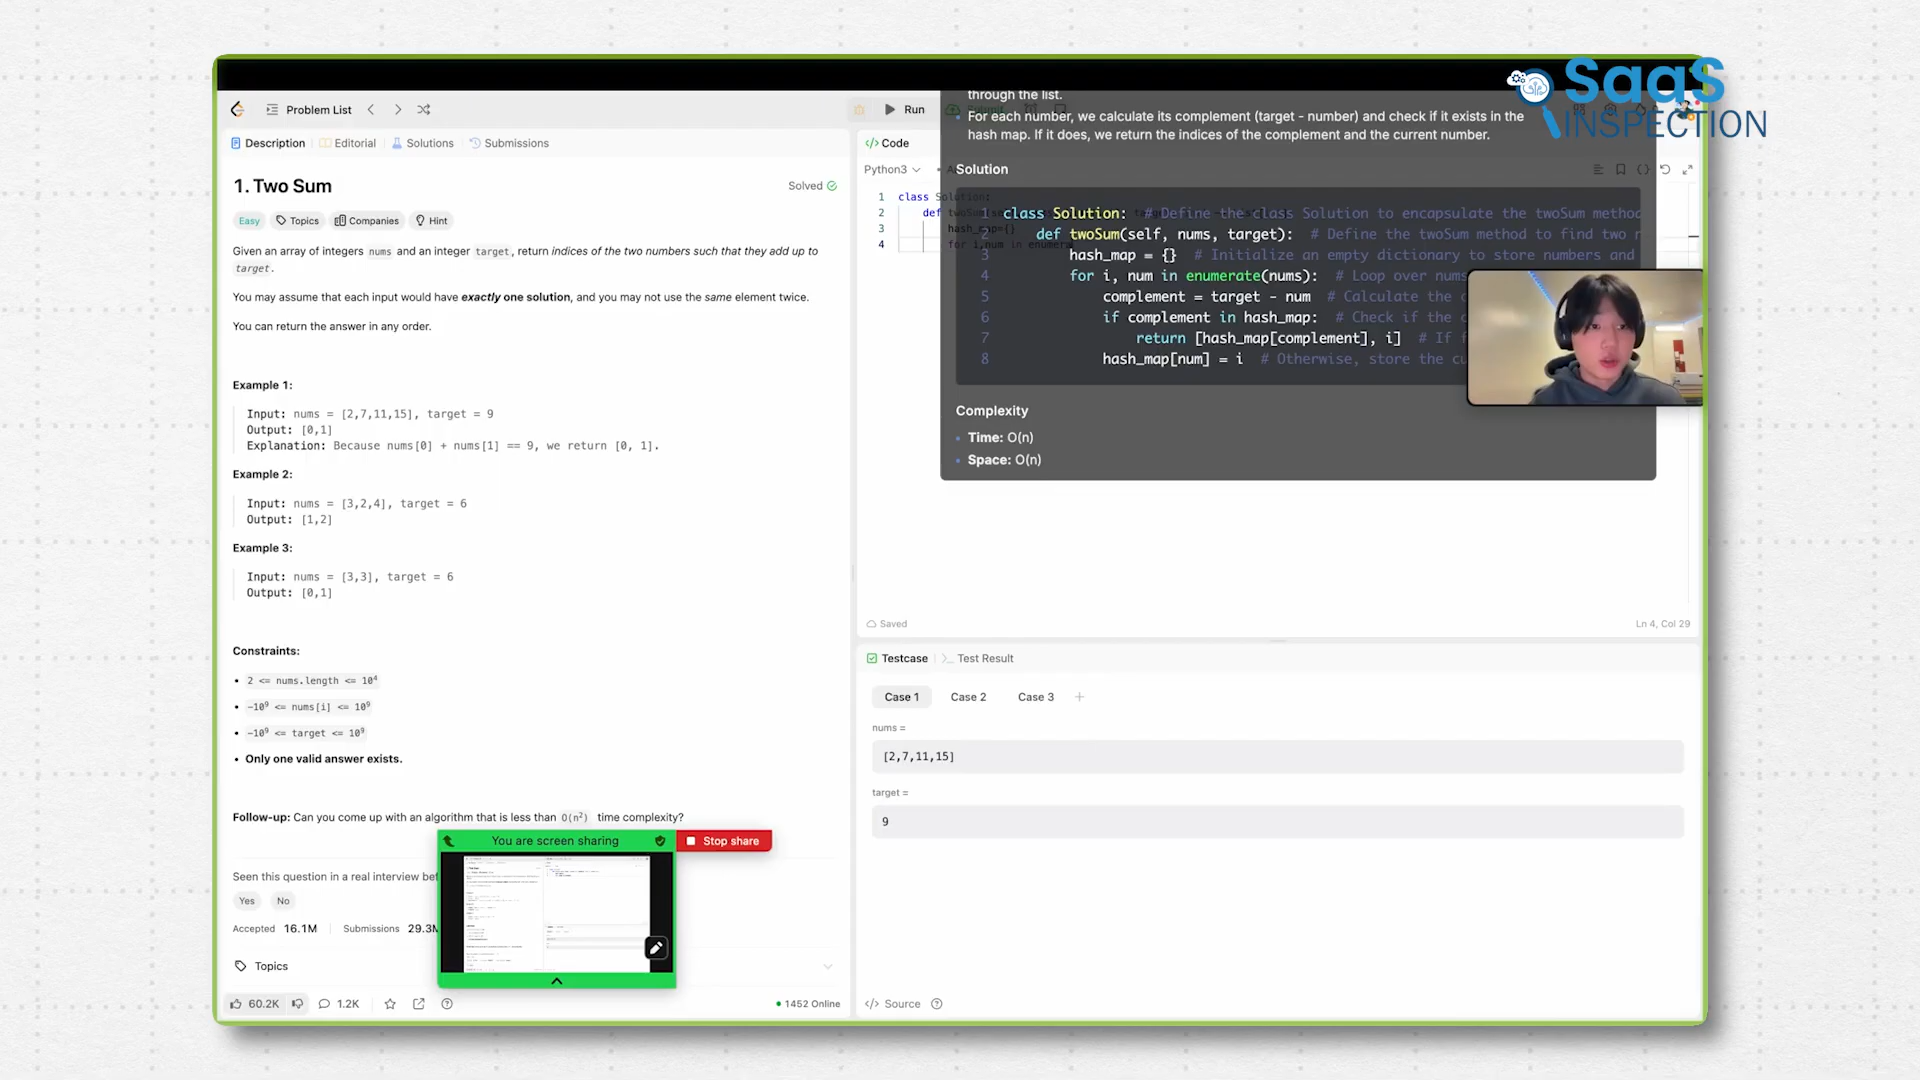 SaaS
INSPECTION
Problem List
Run
Description
Editorial
Solutions
Submissions
1. Two Sum
Solved
Easy
Topics
Companies
Hint
Given an array of integers nums and an integer target, return indices of the two numbers such that they add up to
target.
You may assume that each input would have exactly one solution, and you may not use the same element twice.
You can return the answer in any order.
Example 1:
Input: nums = [2,7,11,15], target = 9
Output: [0,1]
Explanation: Because nums[0] + nums[1] == 9, we return [0, 1].
Example 2:
Input: nums = [3,2,4], target = 6
Output: [1,2]
Example 3:
Input: nums = [3,3], target = 6
Output: [0,1]
Constraints:
• 2 <= nums.length <= 10⁴
• -10⁹ <= nums[i] <= 10⁹
• -10⁹ <= target <= 10⁹
• Only one valid answer exists.
Follow-up: Can you come up with an algorithm that is less than O(n²) time complexity?
You are screen sharing
Stop share
Seen this question in a real interview bef
Yes
No
Accepted 16.1M
Submissions 29.3M
Topics
60.2K
1.2K
1452 Online
Code
Python3
1 class Solution:
2 def
3 hash_map={}
4 for i,num in enumera
through the list.
For each number, we calculate its complement (target - number) and check if it exists in the
hash map. If it does, we return the indices of the complement and the current number.
Solution
1 class Solution: # Define the class Solution to encapsulate the twoSum method
2 def twoSum(self, nums, target): # Define the twoSum method to find two
3 hash_map = {} # Initialize an empty dictionary to store numbers and
4 for i, num in enumerate(nums): # Loop over nums
5 complement = target - num # Calculate the c
6 if complement in hash_map: # Check if the c
7 return [hash_map[complement], i] # If f
8 hash_map[num] = i # Otherwise, store the cu
Complexity
• Time: O(n)
• Space: O(n)
Saved
Ln 4, Col 29
Testcase
Test Result
Case 1
Case 2
Case 3
nums =
[2,7,11,15]
target =
9
Source